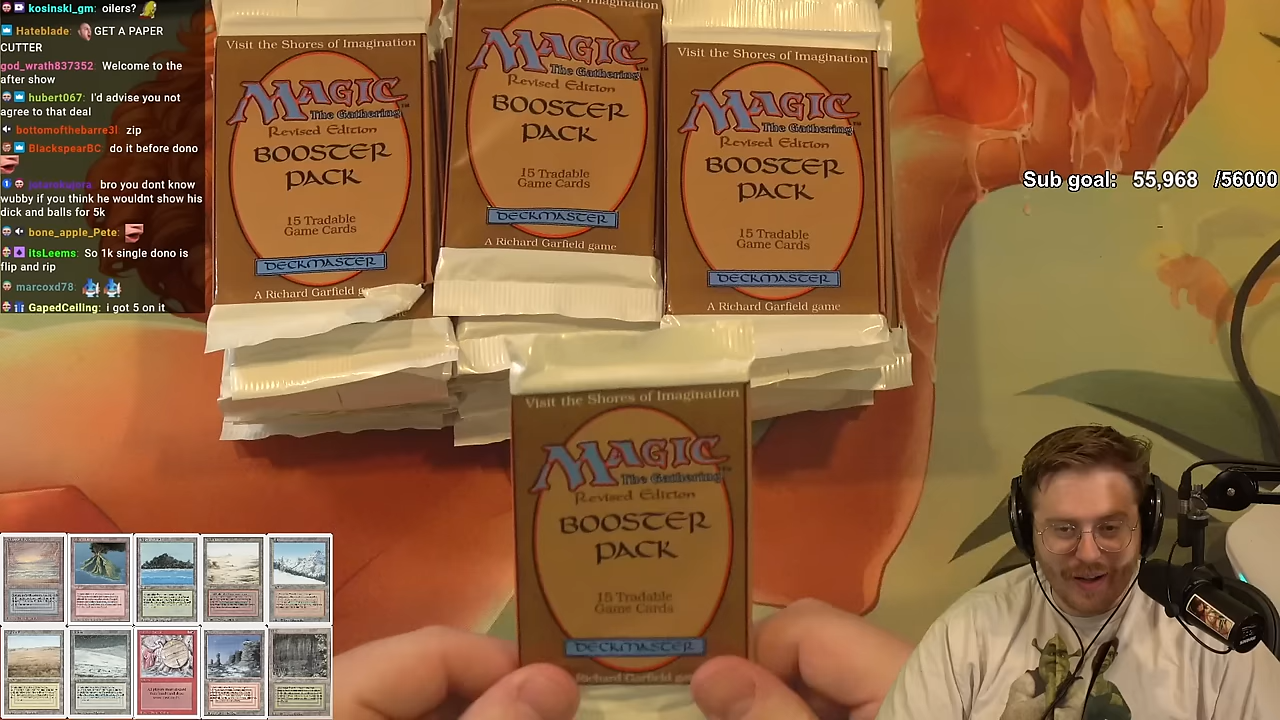 kosinski_gm: oilers?
Hateblade: GET A PAPER
CUTTER
god_wrath837352: Welcome to the
after show
hubert067: I'd advise you not
agree to that deal
bottomofthebarre3l zip
BlackspearBC: do it before dono
bro you dont know
wubby if you think he wouldnt show his
dick and balls for 5k
bone_apple_Pete:
itsLeems: So 1k single dono is
flip and rip
marcoxd78:
GapedCeiling: i got 5 on it
Visit the Shores of Imagination
MAGIC
The Gathering
Revised Edition
BOOSTER
PACK
15 Tradable
Game Cards
DECKMASTER
A Richard Garfield g
of Imagination
MAGIC
The Gathering
Revised Edition
BOOSTER
PACK
15 Tradable
Game Cards
DECKMASTER
A Richard Garfield game
Visit the Shores of Imagination
MAGIC
The Gathering
Revised Edition
BOOSTER
PACK
15 Tradable
Game Cards
DECKMASTER
A Richard Garfield game
Sub goal: 55,968 /56000
Visit the Shores of Imagination
MAGIC
The Gathering
Revised Edition
BOOSTER
PACK
15 Tradable
Game Cards
DECKMASTER
Richard Garfield game